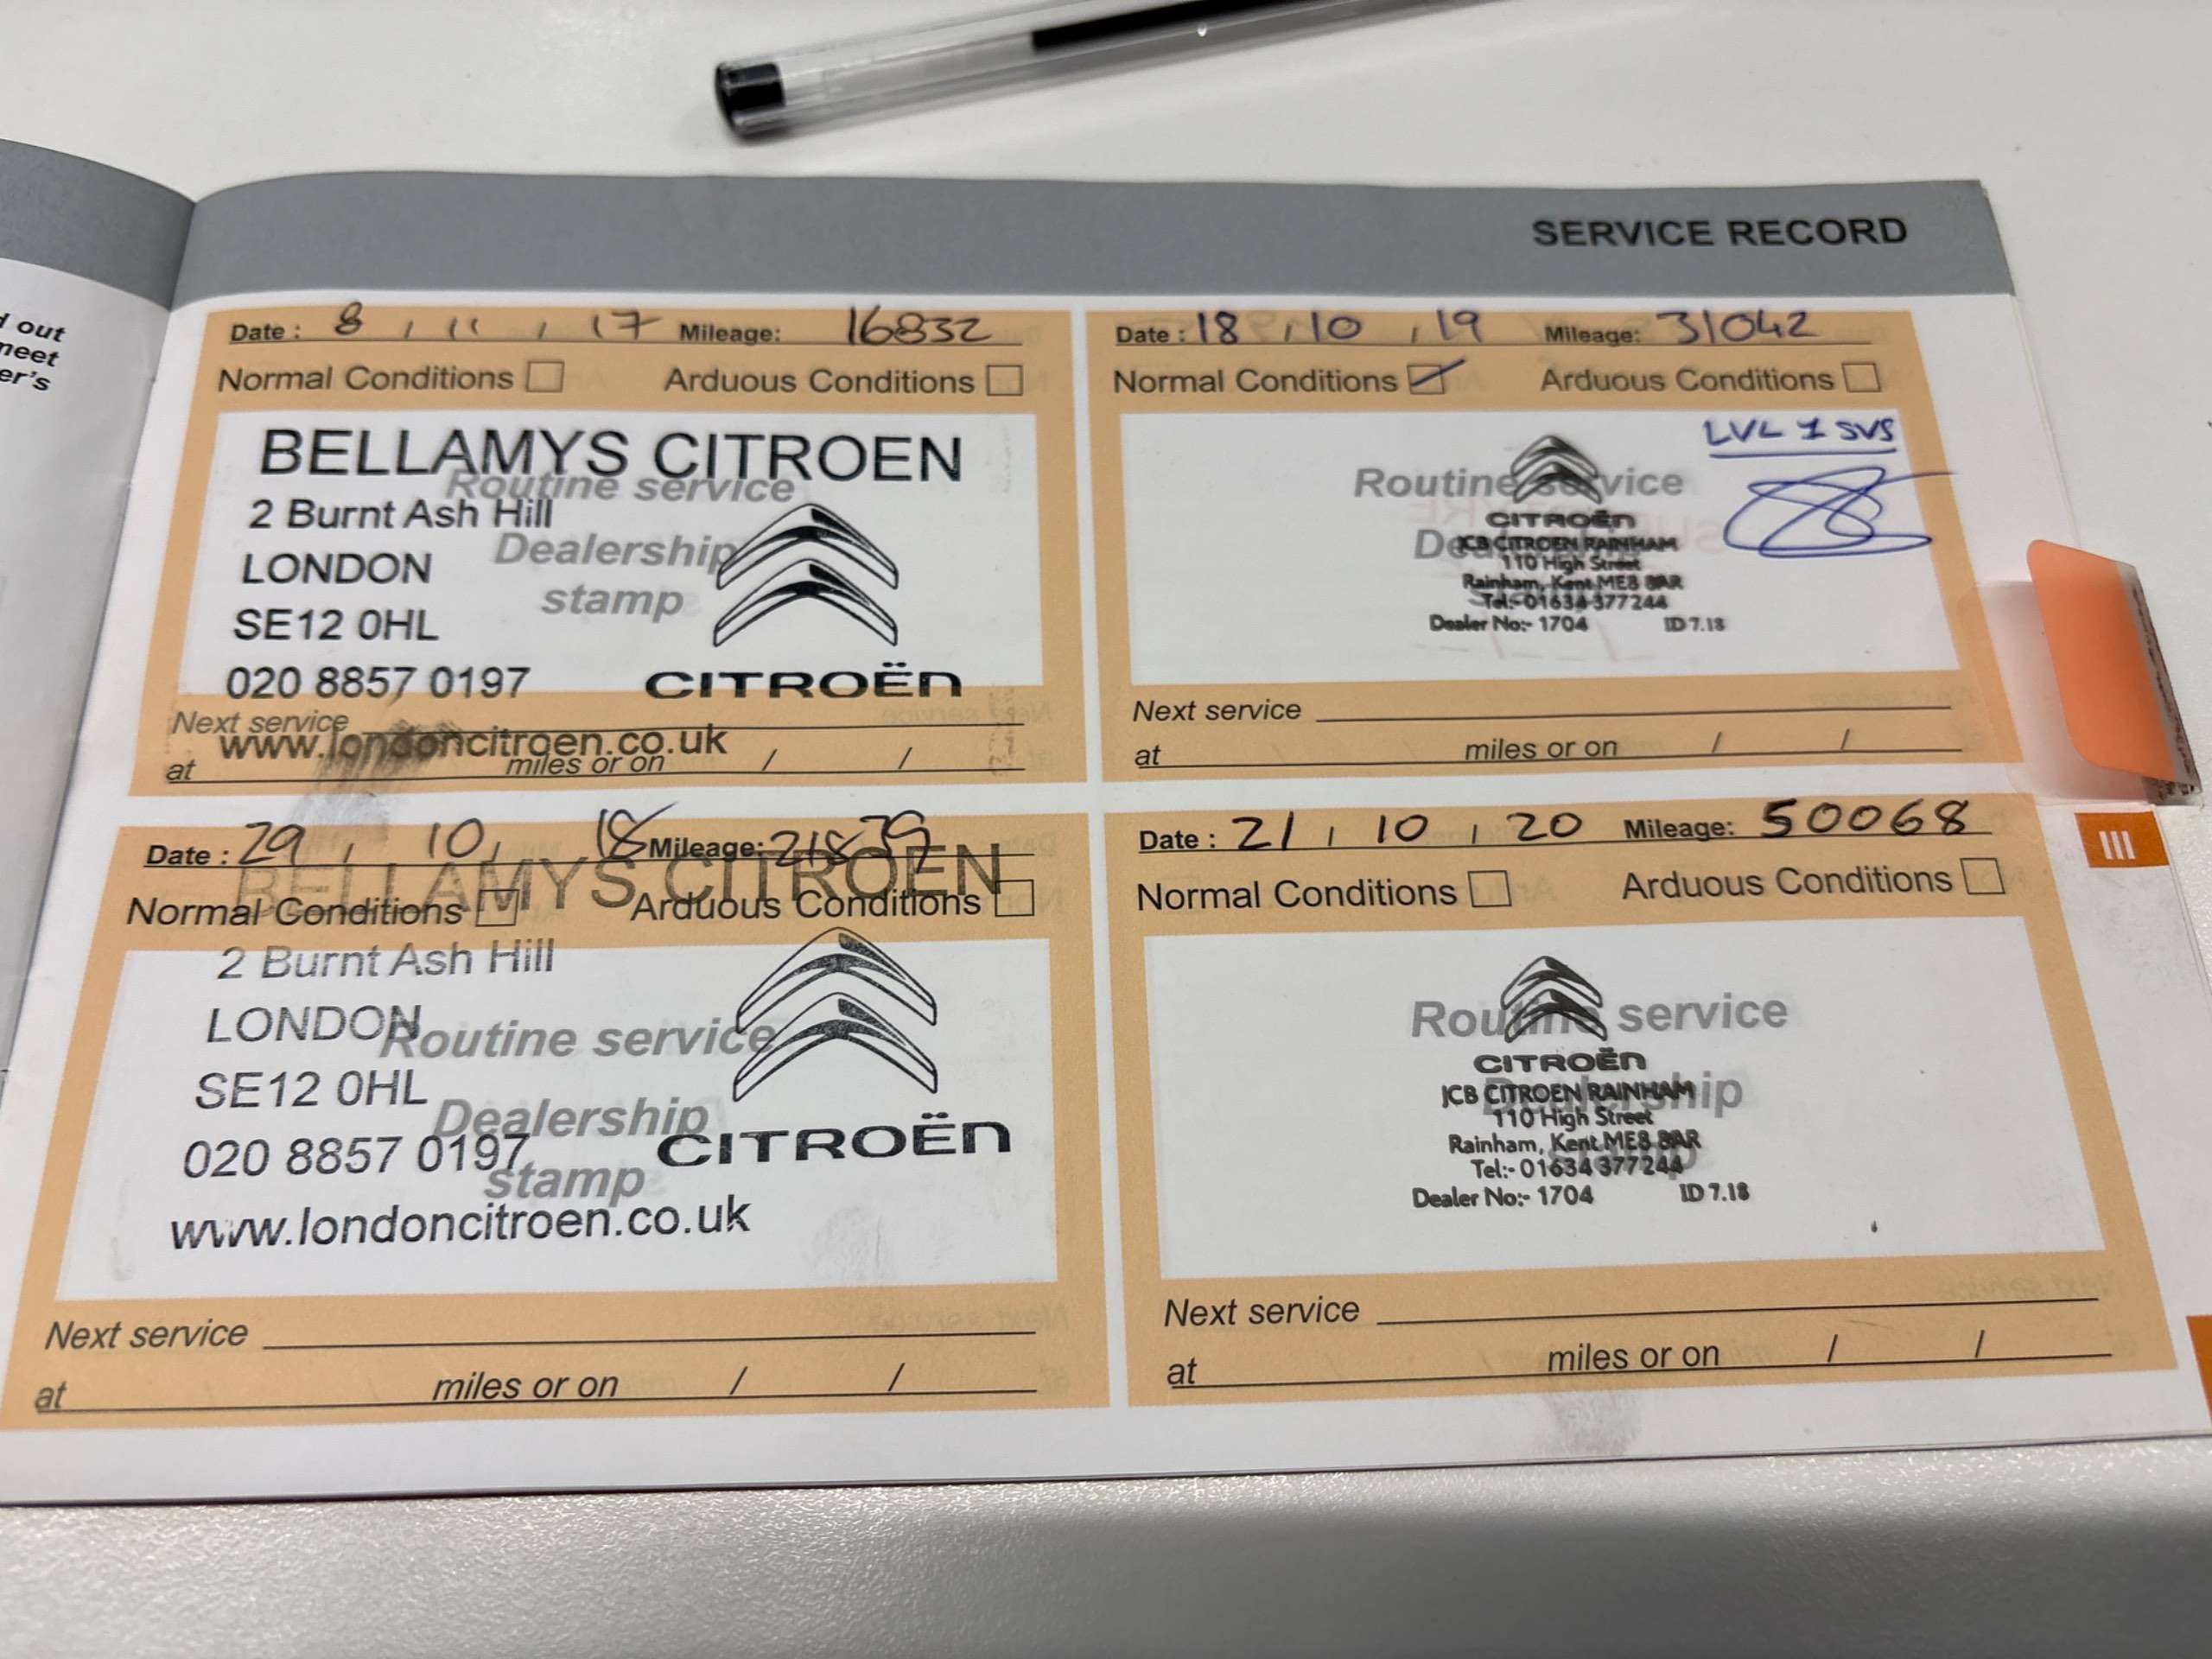 d out
meet
er's
SERVICE RECORD
Date : 8 / 11 / 17 Mileage: 16832
Normal Conditions Arduous Conditions
BELLAMYS CITROEN
Routine service
2 Burnt Ash Hill
Dealership
LONDON
stamp
SE12 0HL
020 8857 0197
CITROËN
Next service
www.londoncitroen.co.uk
at miles or on / /
Date : 18 / 10 / 19 Mileage: 31042
Normal Conditions Arduous Conditions
LVL 1 SVS
Routine service
CITROËN
JCB CITROEN RAINHAM
110 High Street
Rainham, Kent ME8 8AR
Tel:- 01634 377244
Dealer No:- 1704 ID 7.18
Next service
at miles or on / /
Date : 29 / 10 / 18 Mileage: 21839
BELLAMYS CITROEN
Normal Conditions Arduous Conditions
2 Burnt Ash Hill
LONDON
Routine service
SE12 0HL
Dealership
020 8857 0197
CITROËN
stamp
www.londoncitroen.co.uk
Next service
at miles or on / /
Date : 21 / 10 / 20 Mileage: 50068
Normal Conditions Arduous Conditions
Routine service
CITROËN
Dealership
JCB CITROEN RAINHAM
110 High Street
Rainham, Kent ME8 8AR
stamp
Tel:- 01634 377244
Dealer No:- 1704 ID 7.18
Next service
at miles or on / /
III